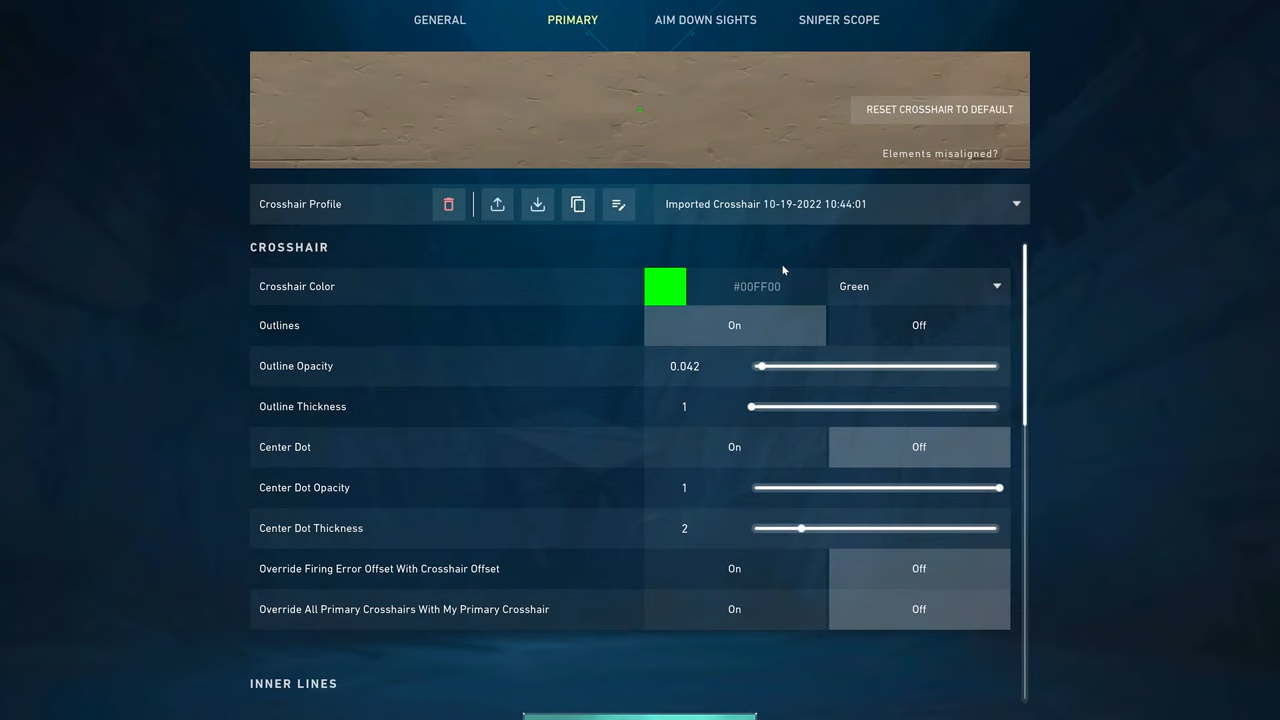 GENERAL PRIMARY AIM DOWN SIGHTS SNIPER SCOPE
RESET CROSSHAIR TO DEFAULT
Elements misaligned?
Crosshair Profile Imported Crosshair 10-19-2022 10:44:01
CROSSHAIR
Crosshair Color #00FF00 Green
Outlines On Off
Outline Opacity 0.042
Outline Thickness 1
Center Dot On Off
Center Dot Opacity 1
Center Dot Thickness 2
Override Firing Error Offset With Crosshair Offset On Off
Override All Primary Crosshairs With My Primary Crosshair On Off
INNER LINES